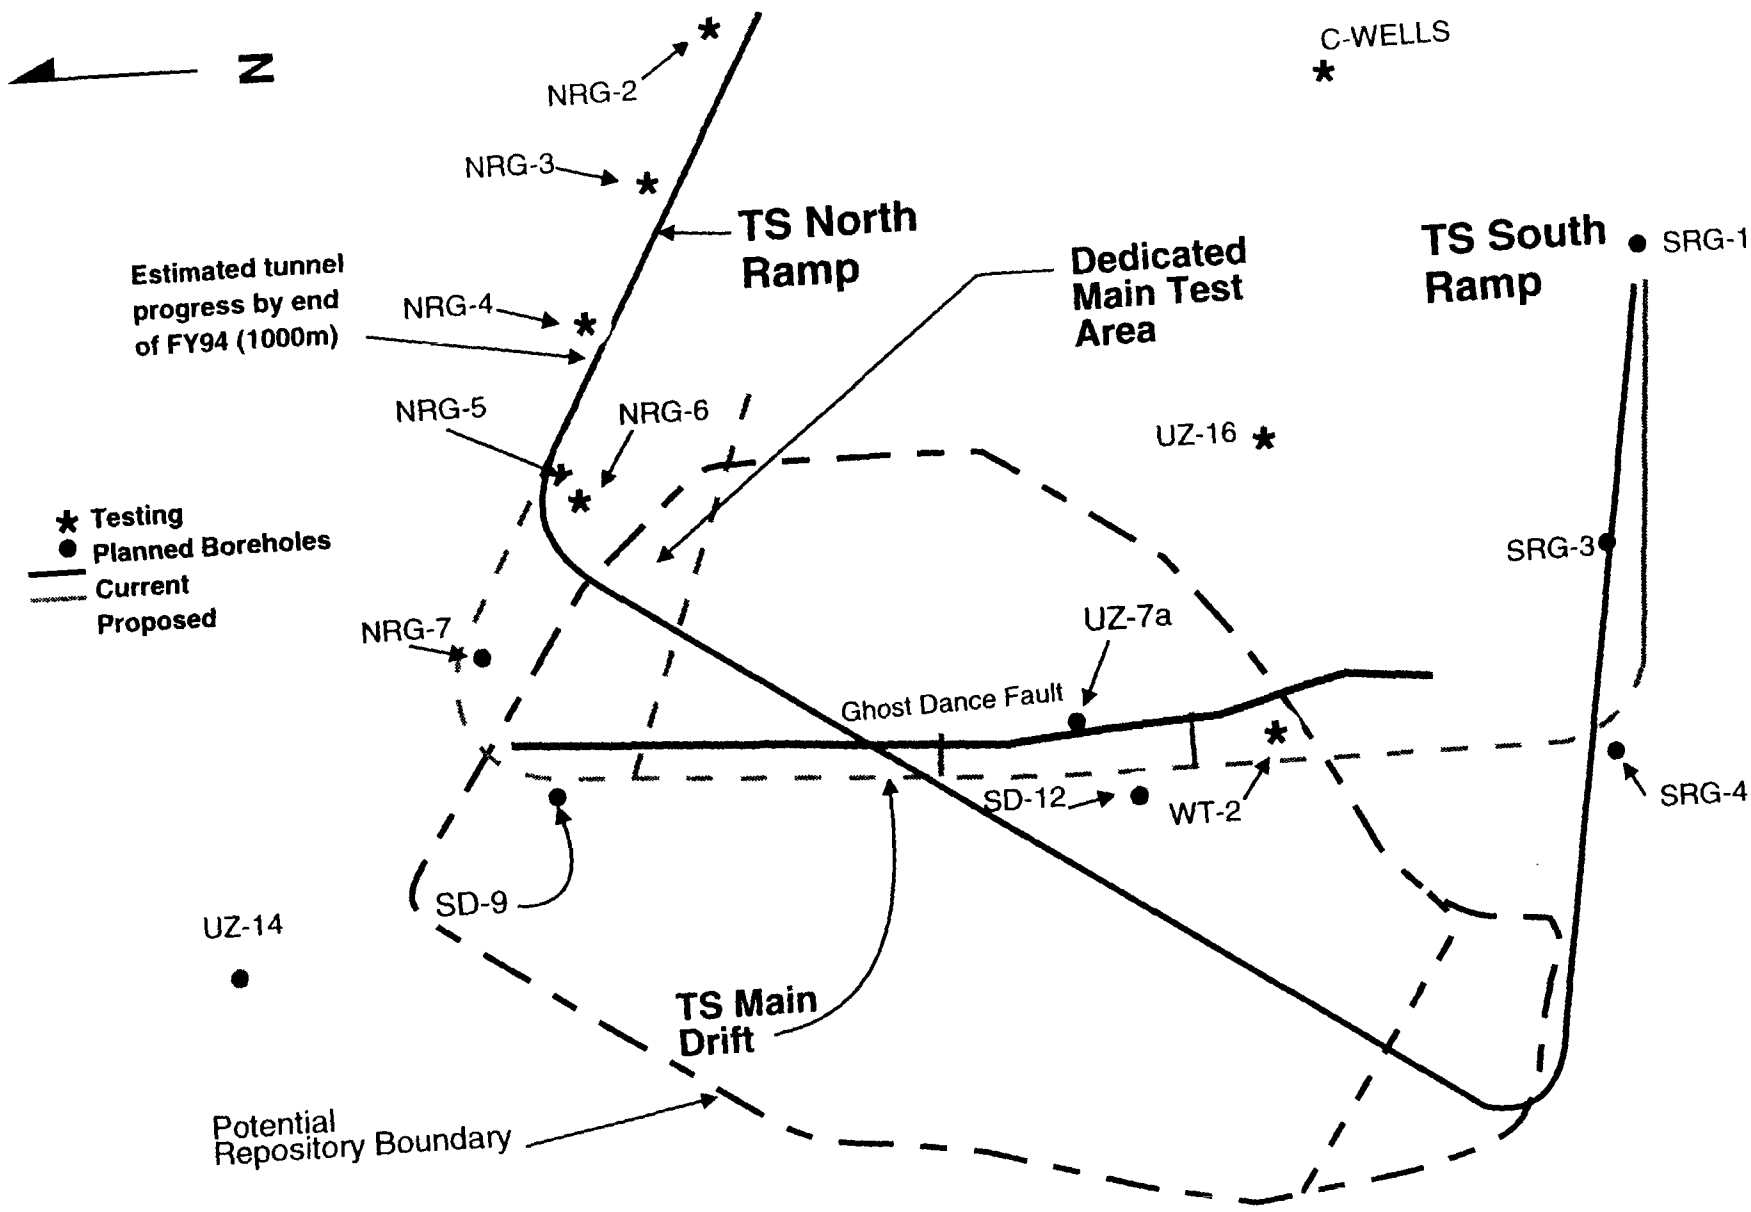 N
C-WELLS
NRG-2
NRG-3
TS North
Ramp
Dedicated
Main Test
Area
TS South
Ramp
SRG-1
Estimated tunnel
progress by end
of FY94 (1000m)
NRG-4
NRG-5
NRG-6
UZ-16
Testing
Planned Boreholes
Current
Proposed
SRG-3
NRG-7
UZ-7a
Ghost Dance Fault
SD-12
WT-2
SRG-4
SD-9
UZ-14
TS Main
Drift
Potential
Repository Boundary